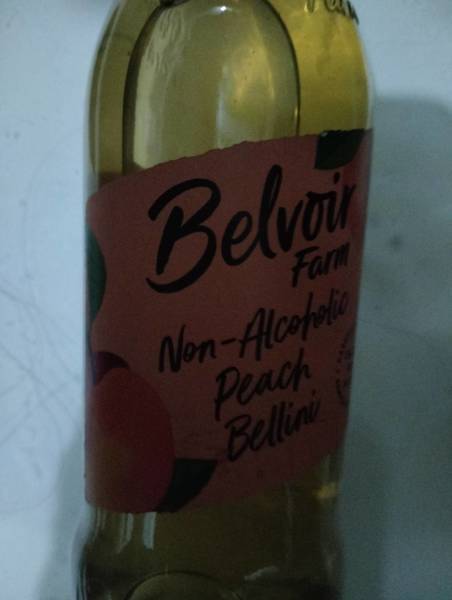 Belvoir
Farm
Non-Alcoholic
Peach
Bellini